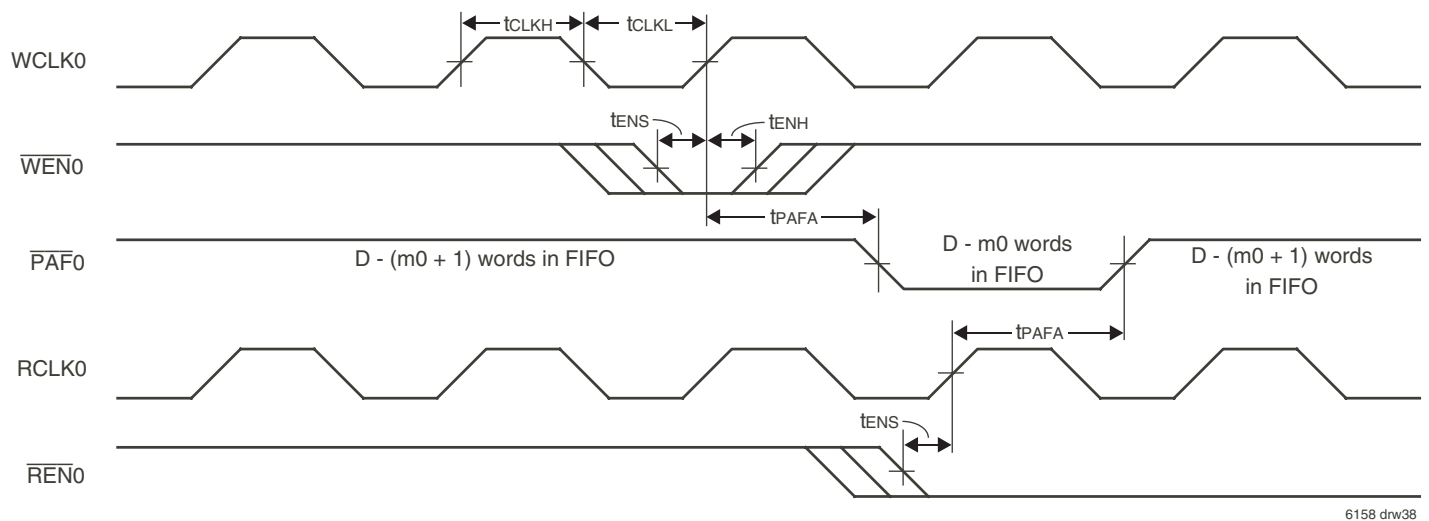 tCLKH
tCLKL
WCLK0
tENS
tENH
WEN0
tPAFA
PAF0
D - (m0 + 1) words in FIFO
D - m0 words
in FIFO
D - (m0 + 1) words
in FIFO
tPAFA
RCLK0
tENS
REN0
6158 drw38